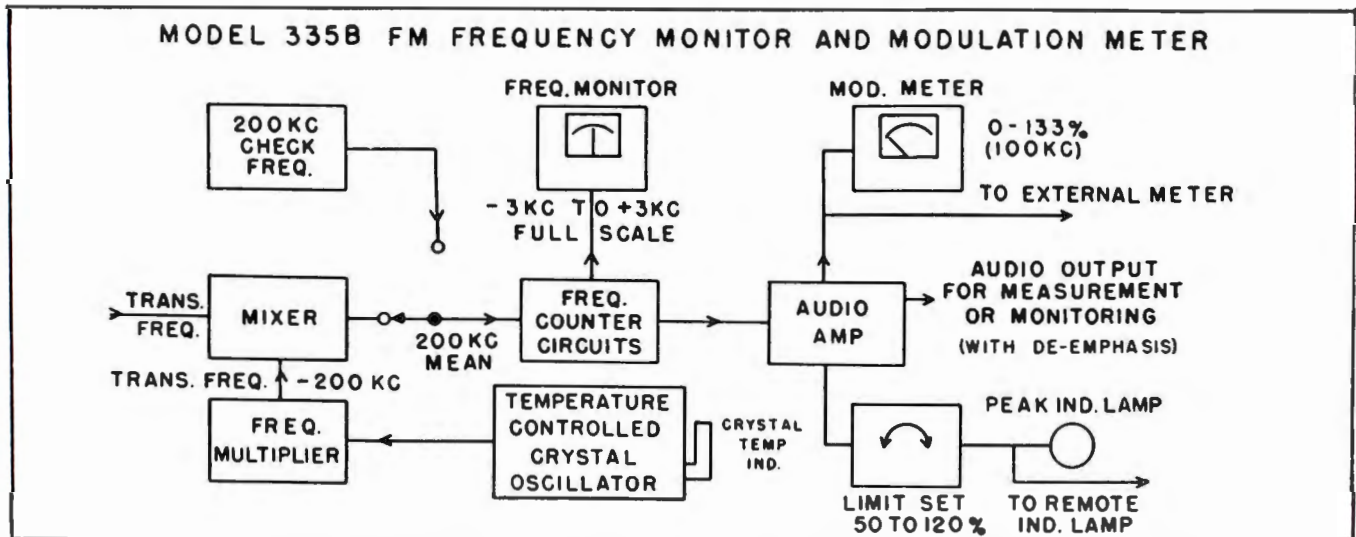 MODEL 335B FM FREQUENCY MONITOR AND MODULATION METER
FREQ. MONITOR
MOD. METER
200KC
CHECK
FREQ.
0-133%
(100KC)
TO EXTERNAL METER
-3KC TO +3KC
FULL SCALE
TRANS.
FREQ.
MIXER
200KC
MEAN
FREQ.
COUNTER
CIRCUITS
AUDIO
AMP
AUDIO OUTPUT
FOR MEASUREMENT
OR MONITORING
(WITH DE-EMPHASIS)
TRANS. FREQ. -200 KC
FREQ.
MULTIPLIER
TEMPERATURE
CONTROLLED
CRYSTAL
OSCILLATOR
CRYSTAL
TEMP
IND.
PEAK IND. LAMP
LIMIT SET
50 TO 120%
TO REMOTE
IND. LAMP